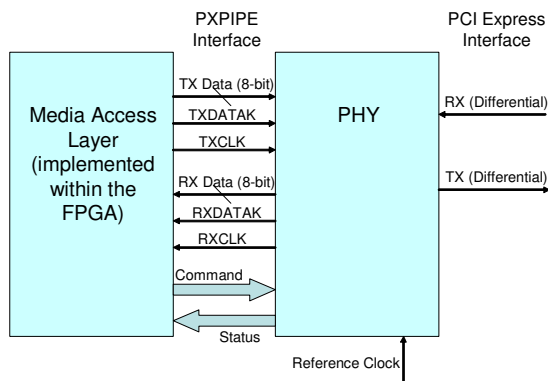 PXPIPE
Interface
PCI Express
Interface
Media Access
Layer
(implemented
within the
FPGA)
TX Data (8-bit)
TXDATAK
TXCLK
RX Data (8-bit)
RXDATAK
RXCLK
Command
Status
PHY
RX (Differential)
TX (Differential)
Reference Clock